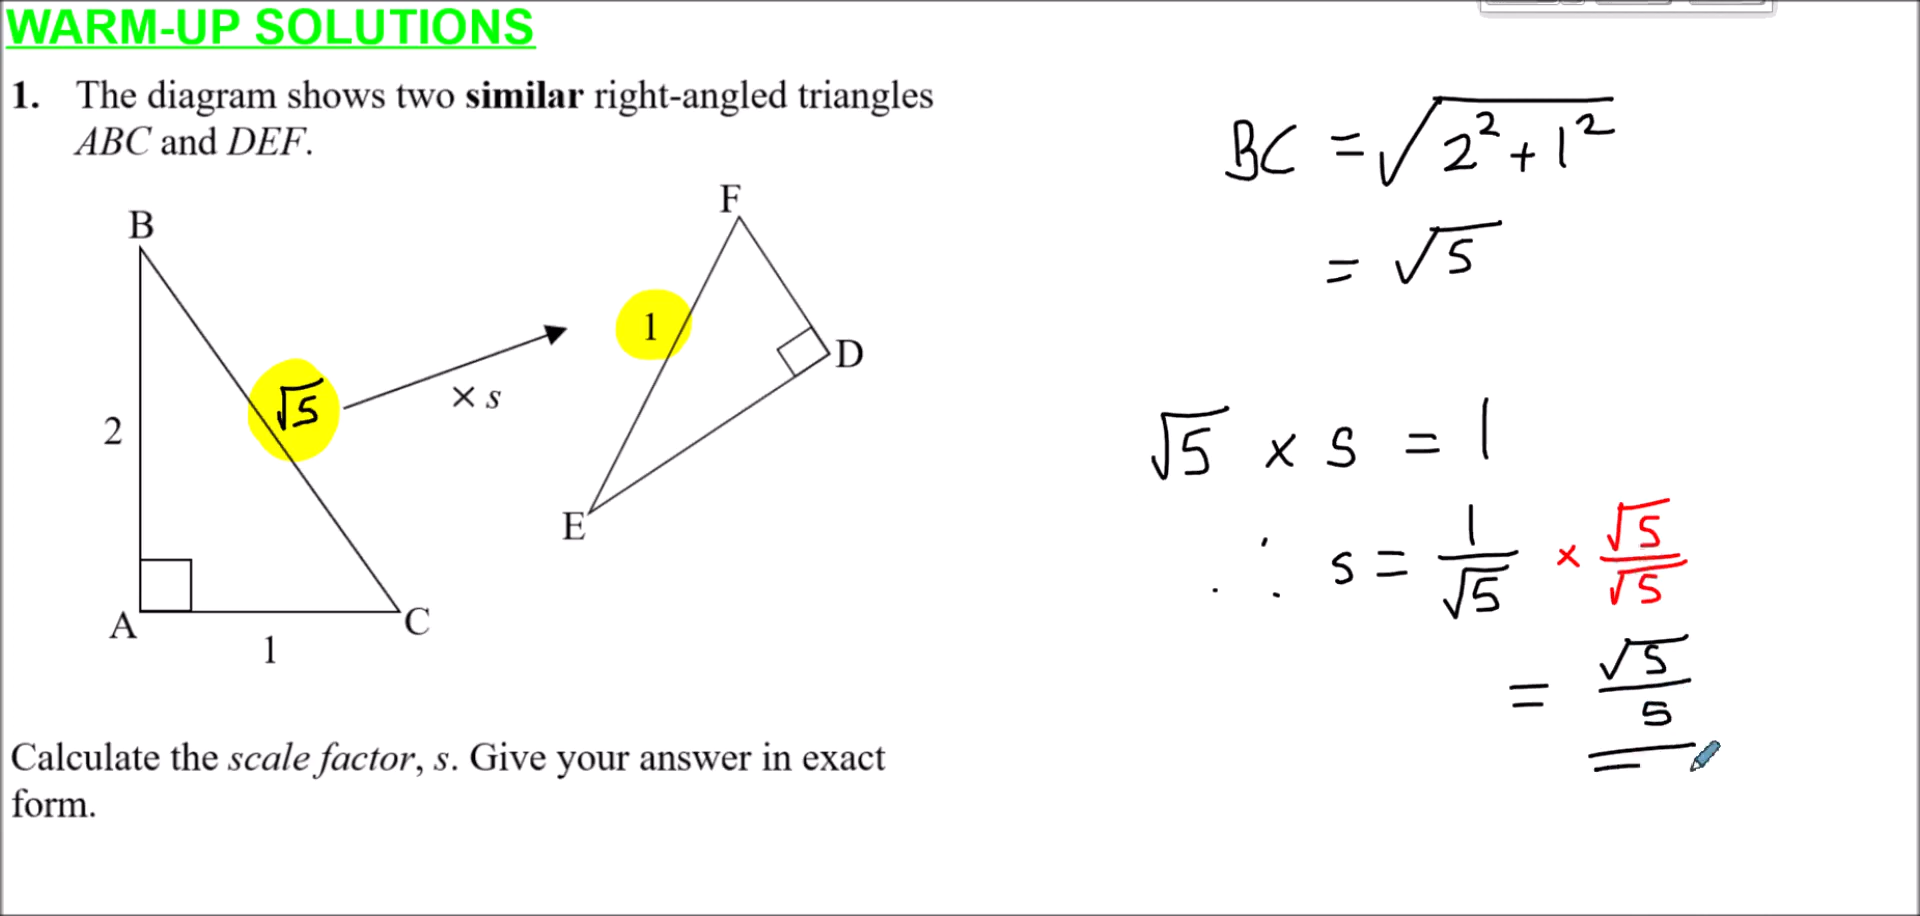 WARM-UP SOLUTIONS
1. The diagram shows two similar right-angled triangles
ABC and DEF.
B
F
1
D
√5
× s
2
E
A
C
1
Calculate the scale factor, s. Give your answer in exact
form.
BC = √(2² + 1²)
= √5
√5 × s = 1
∴ s = 1/√5 × √5/√5
= √5/5